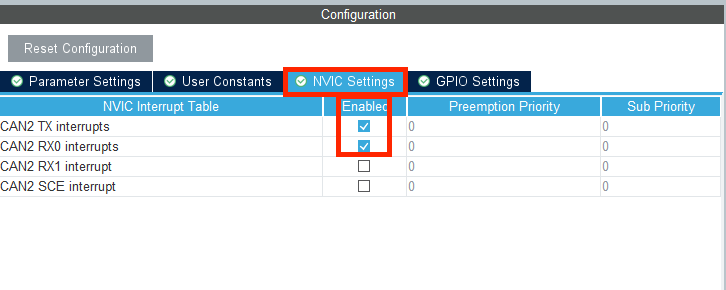 Configuration
Reset Configuration
Parameter Settings User Constants NVIC Settings GPIO Settings
NVIC Interrupt Table Enabled Preemption Priority Sub Priority
CAN2 TX interrupts 0 0
CAN2 RX0 interrupts 0 0
CAN2 RX1 interrupt 0 0
CAN2 SCE interrupt 0 0